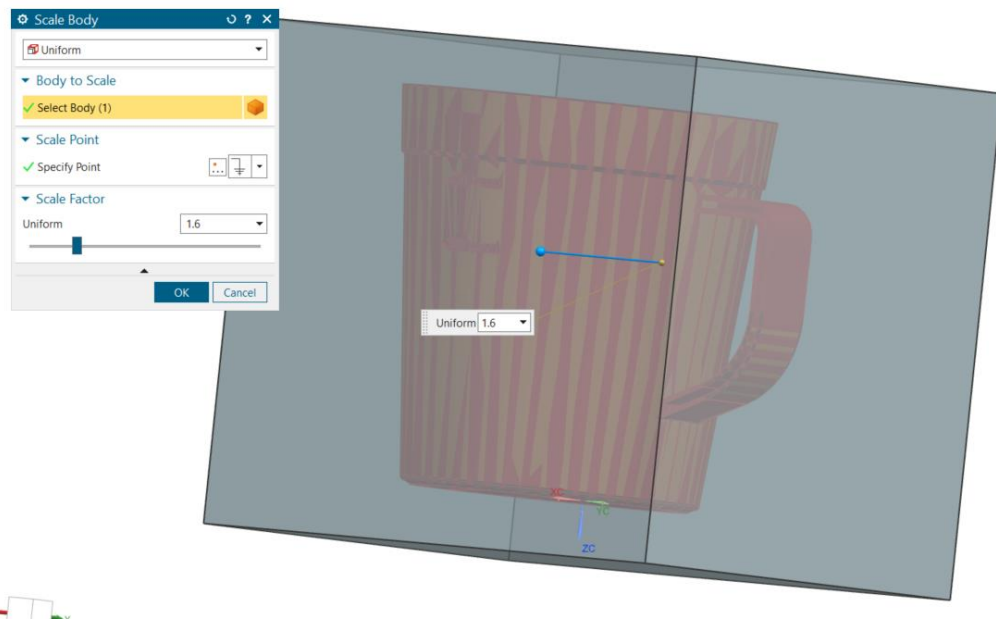 Scale Body
Uniform
Body to Scale
Select Body (1)
Scale Point
Specify Point
Scale Factor
Uniform 1.6
OK Cancel
Uniform 1.6
XC
YC
ZC